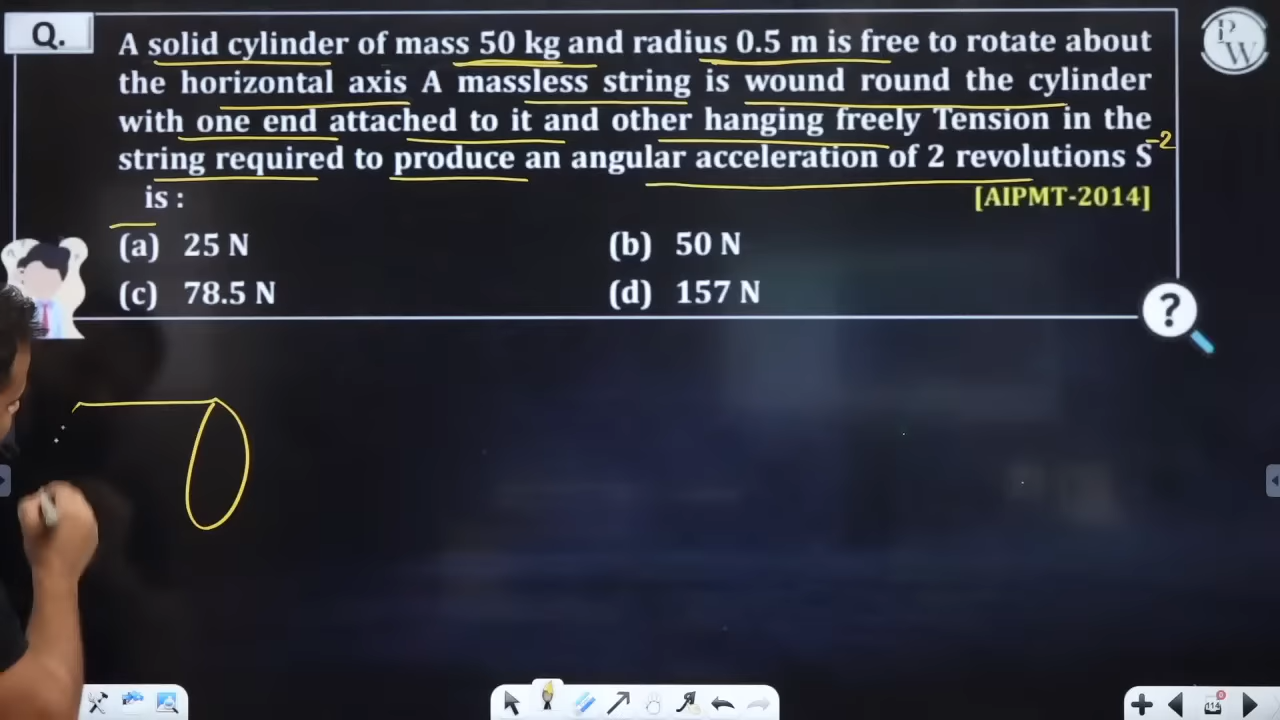 Q.
A solid cylinder of mass 50 kg and radius 0.5 m is free to rotate about
the horizontal axis A massless string is wound round the cylinder
with one end attached to it and other hanging freely Tension in the
string required to produce an angular acceleration of 2 revolutions S⁻²
is :
[AIPMT-2014]
(a) 25 N
(b) 50 N
(c) 78.5 N
(d) 157 N
?
PW
114
8